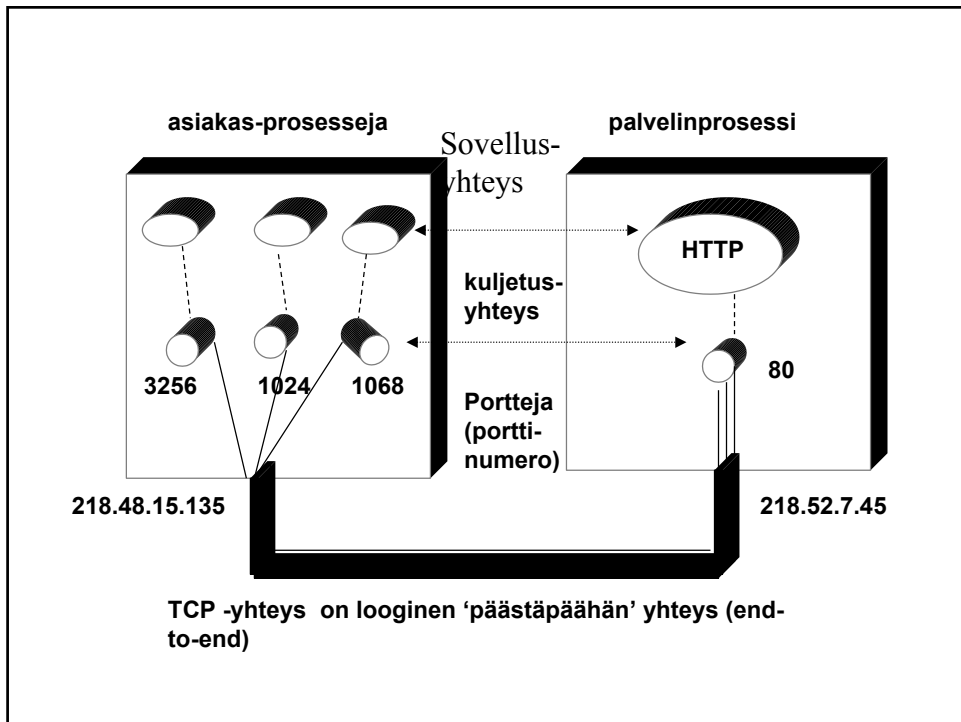 asiakas-prosesseja
palvelinprosessi
Sovellus-
yhteys
HTTP
kuljetus-
yhteys
3256
1024
1068
80
Portteja
(portti-
numero)
218.48.15.135
218.52.7.45
TCP -yhteys on looginen ‘päästäpäähän’ yhteys (end-
to-end)